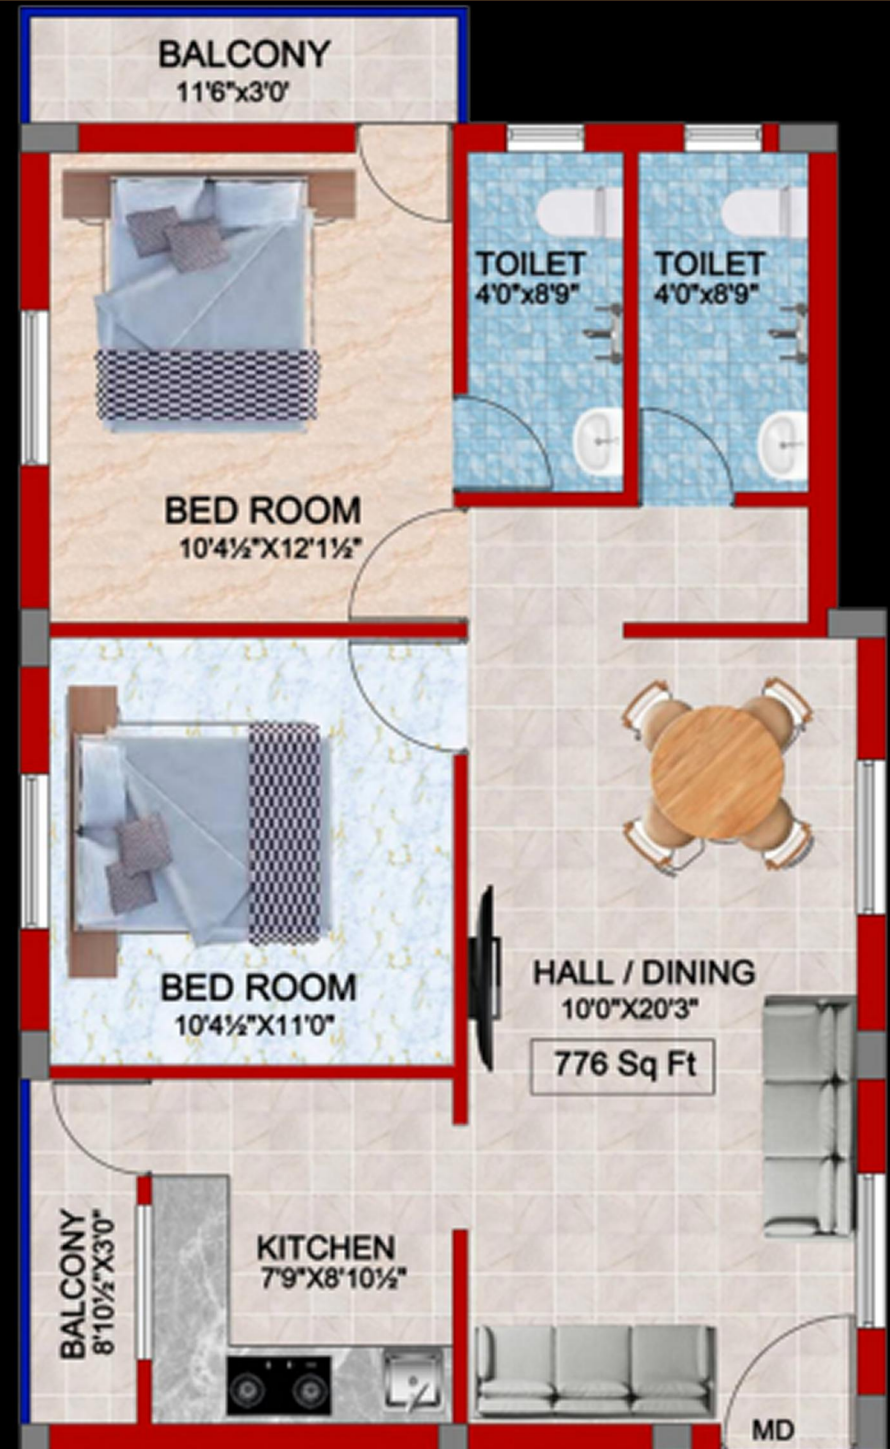 BALCONY
11'6"x3'0'
TOILET
4'0"x8'9"
TOILET
4'0"x8'9"
BED ROOM
10'4½"X12'1½"
BED ROOM
10'4½"X11'0"
HALL / DINING
10'0"X20'3"
776 Sq Ft
BALCONY
8'10½"X3'0"
KITCHEN
7'9"X8'10½"
MD